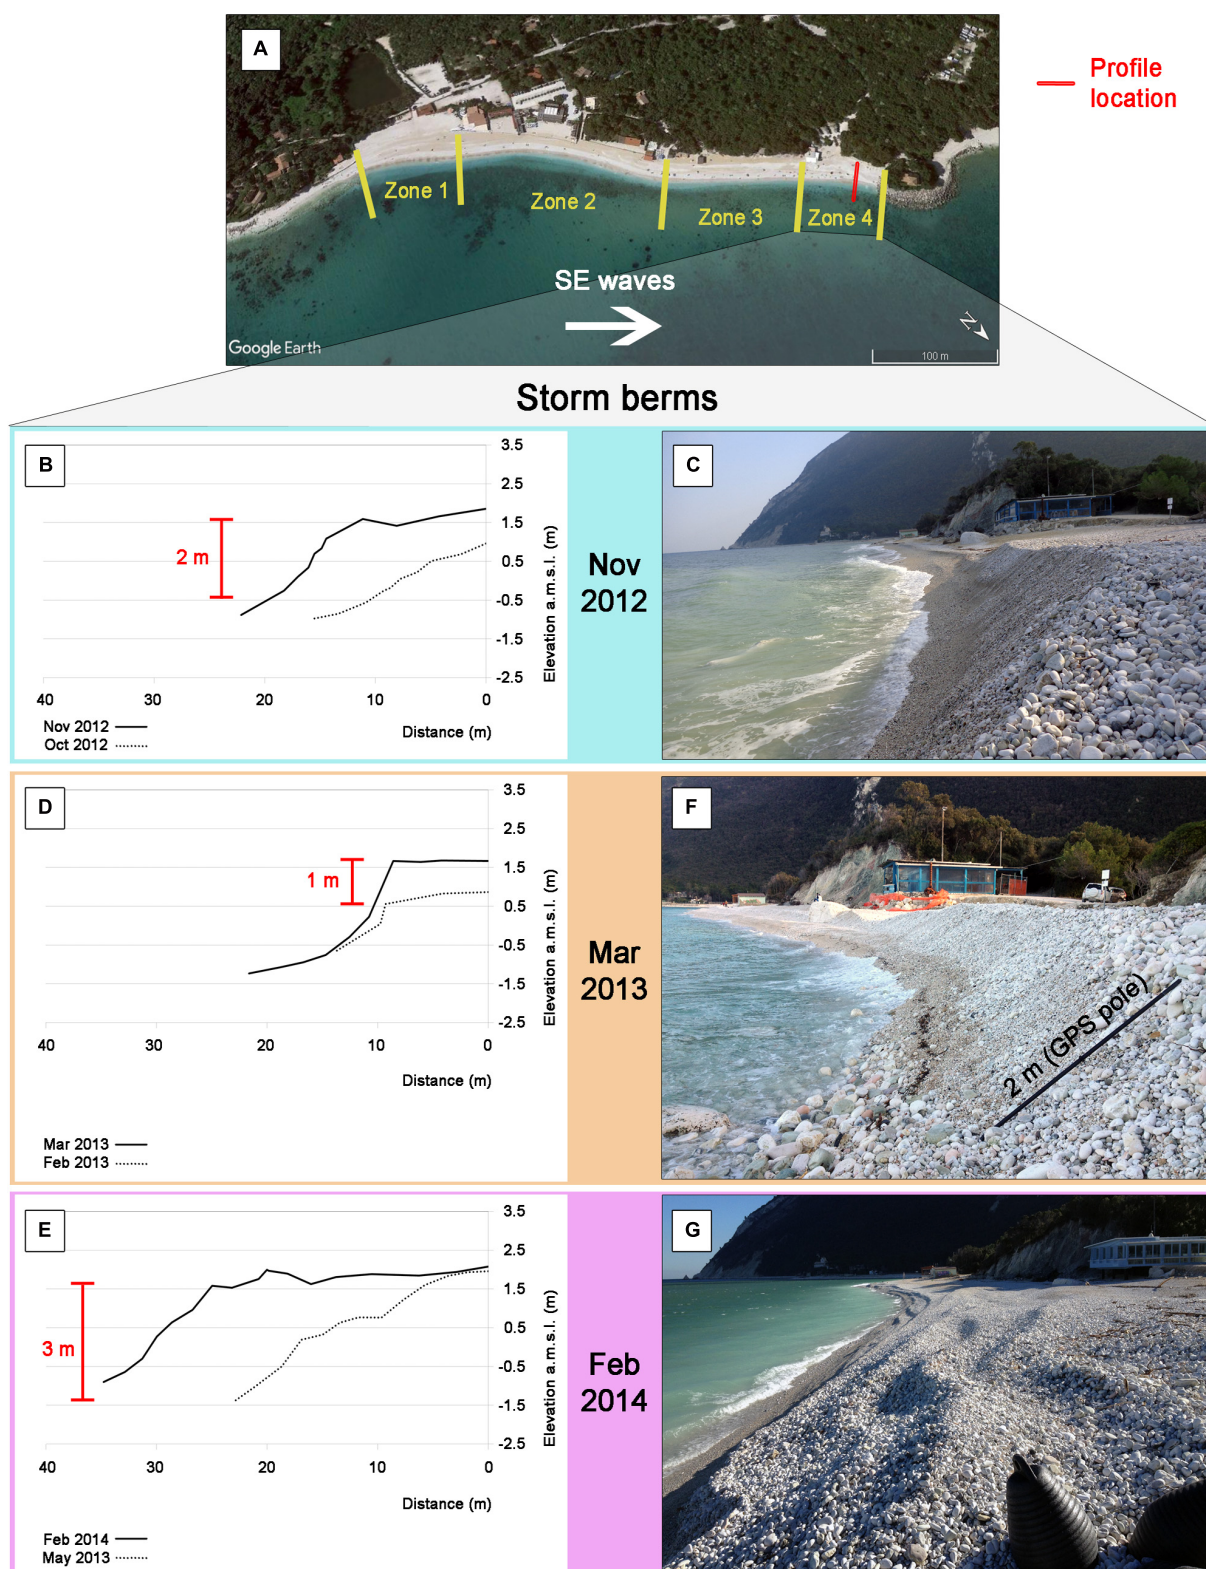 A
Profile
location
Zone 1
Zone 2
Zone 3
Zone 4
SE waves
N
Google Earth
100 m
Storm berms
B
3.5
2.5
1.5
0.5
-0.5
-1.5
-2.5
2 m
Elevation a.m.s.l. (m)
40
30
20
10
0
Nov 2012
Oct 2012
Distance (m)
Nov
2012
C
D
3.5
2.5
1.5
0.5
-0.5
-1.5
-2.5
1 m
Elevation a.m.s.l. (m)
40
30
20
10
0
Distance (m)
Mar 2013
Feb 2013
Mar
2013
F
2 m (GPS pole)
E
3.5
2.5
1.5
0.5
-0.5
-1.5
-2.5
3 m
Elevation a.m.s.l. (m)
40
30
20
10
0
Distance (m)
Feb 2014
May 2013
Feb
2014
G